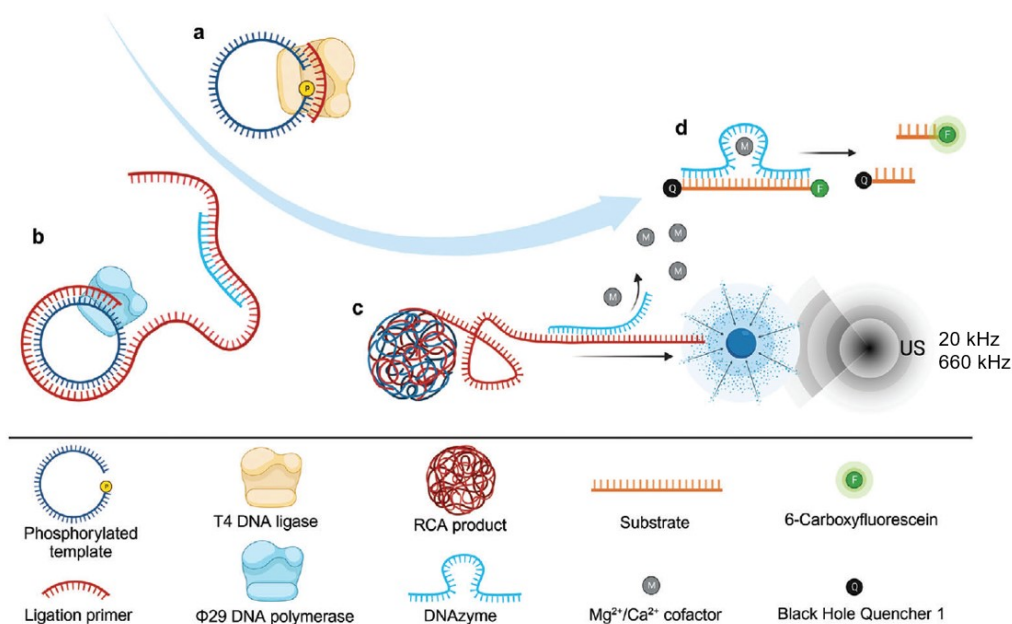 a
P
d
M
F
Q
F
Q
b
M
M
M
M
c
US
20 kHz
660 kHz
P
F
Phosphorylated
template
T4 DNA ligase
RCA product
Substrate
6-Carboxyfluorescein
M
Q
Ligation primer
Φ29 DNA polymerase
DNAzyme
Mg²⁺/Ca²⁺ cofactor
Black Hole Quencher 1